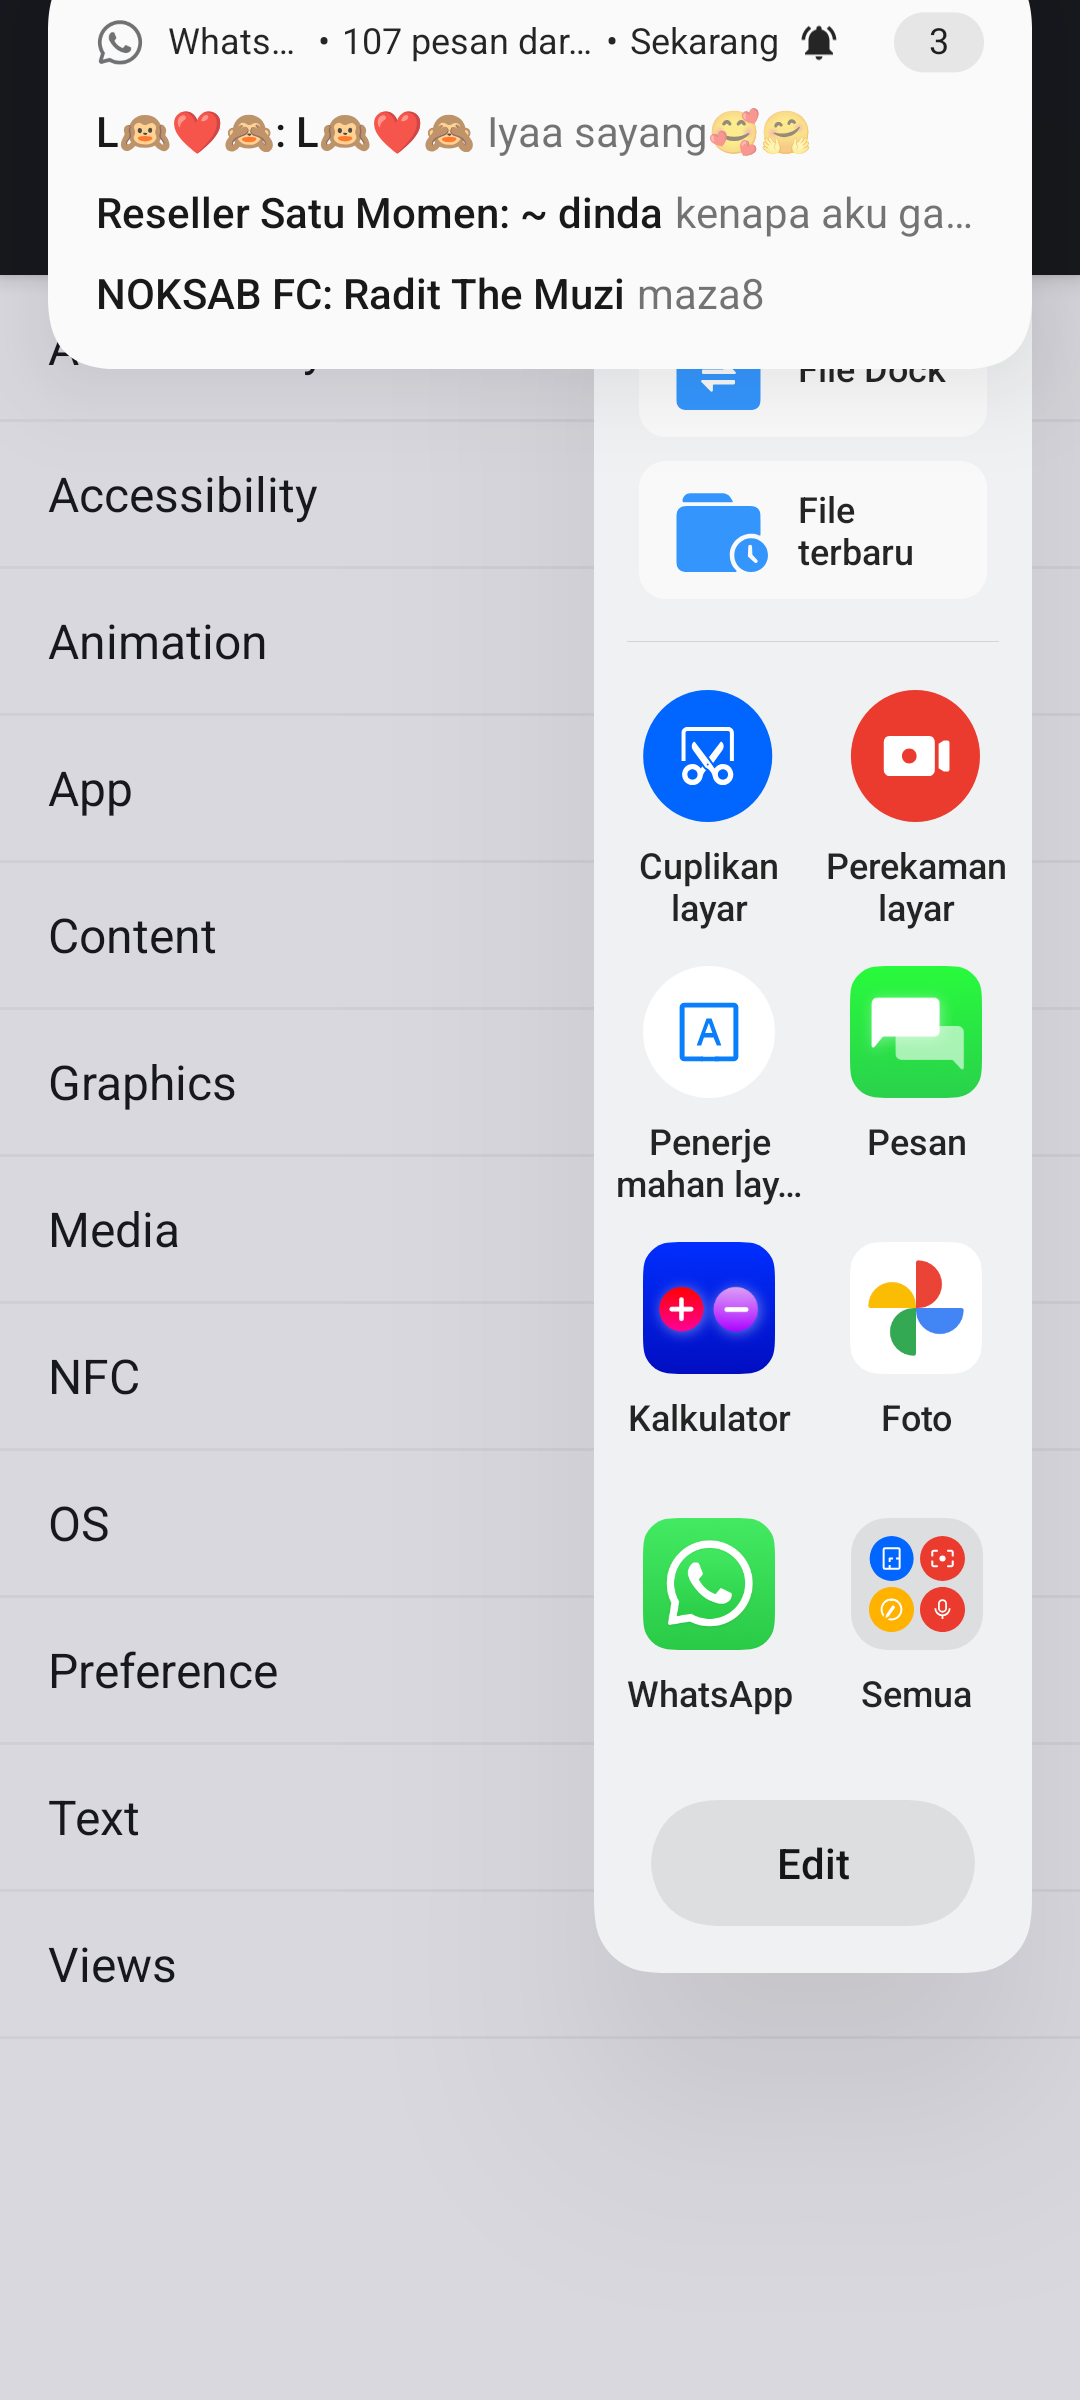 Whats... • 107 pesan dar... • Sekarang 3
L🙊❤️🙈: L🙊❤️🙈 Iyaa sayang🥰🤗
Reseller Satu Momen: ~ dinda kenapa aku ga...
NOKSAB FC: Radit The Muzi maza8
File Dock
Accessibility
File
terbaru
Animation
App
Content
Graphics
Media
NFC
OS
Preference
Text
Views
Cuplikan
layar
Perekaman
layar
A
Penerje
mahan lay...
Pesan
Kalkulator
Foto
WhatsApp
Semua
Edit